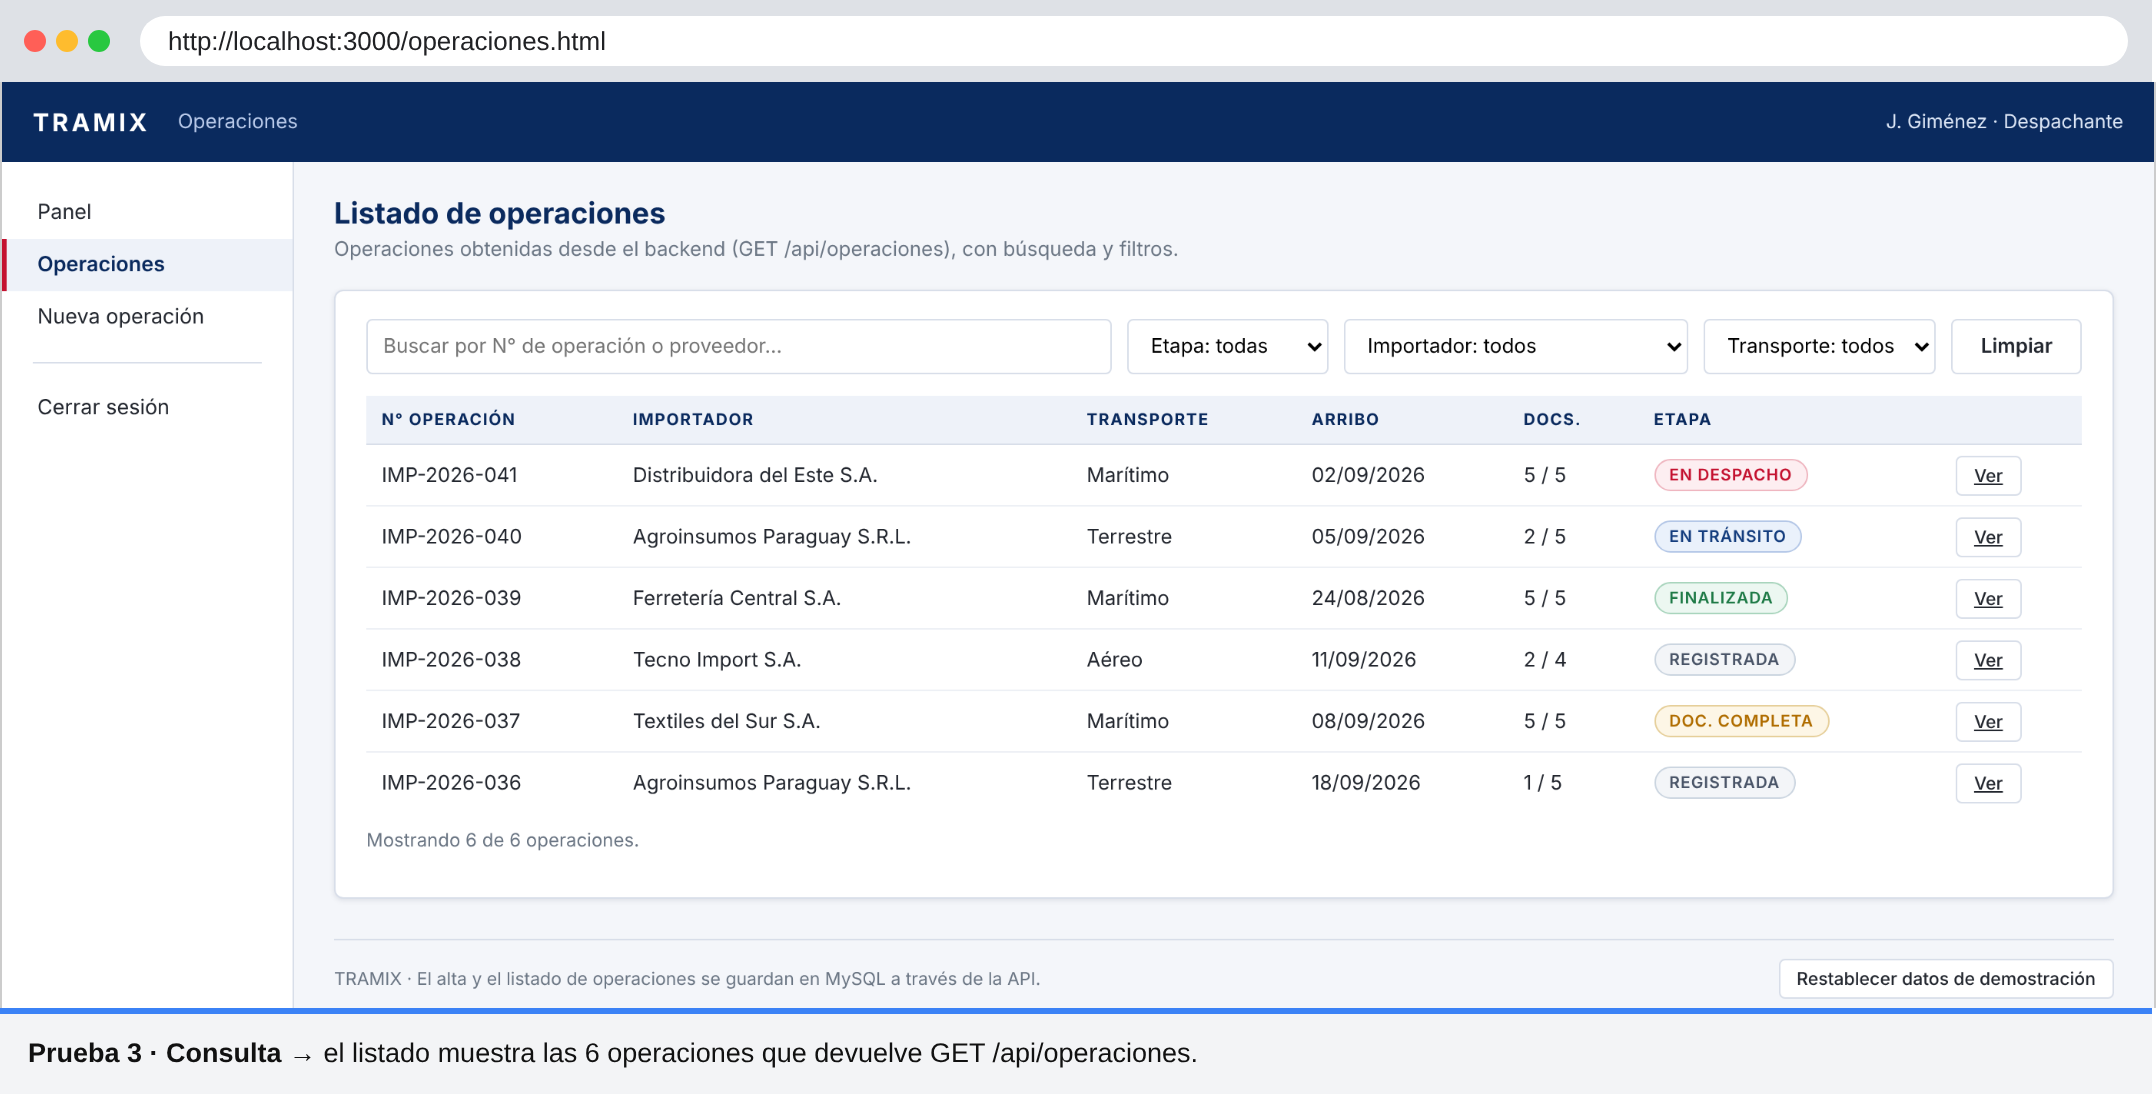 http://localhost:3000/operaciones.html
TRAMIX Operaciones J. Giménez · Despachante
Panel
Operaciones
Nueva operación
Cerrar sesión
Listado de operaciones
Operaciones obtenidas desde el backend (GET /api/operaciones), con búsqueda y filtros.
Buscar por N° de operación o proveedor... Etapa: todas Importador: todos Transporte: todos Limpiar
N° OPERACIÓN IMPORTADOR TRANSPORTE ARRIBO DOCS. ETAPA
IMP-2026-041 Distribuidora del Este S.A. Marítimo 02/09/2026 5 / 5 EN DESPACHO Ver
IMP-2026-040 Agroinsumos Paraguay S.R.L. Terrestre 05/09/2026 2 / 5 EN TRÁNSITO Ver
IMP-2026-039 Ferretería Central S.A. Marítimo 24/08/2026 5 / 5 FINALIZADA Ver
IMP-2026-038 Tecno Import S.A. Aéreo 11/09/2026 2 / 4 REGISTRADA Ver
IMP-2026-037 Textiles del Sur S.A. Marítimo 08/09/2026 5 / 5 DOC. COMPLETA Ver
IMP-2026-036 Agroinsumos Paraguay S.R.L. Terrestre 18/09/2026 1 / 5 REGISTRADA Ver
Mostrando 6 de 6 operaciones.
TRAMIX · El alta y el listado de operaciones se guardan en MySQL a través de la API. Restablecer datos de demostración
Prueba 3 · Consulta → el listado muestra las 6 operaciones que devuelve GET /api/operaciones.